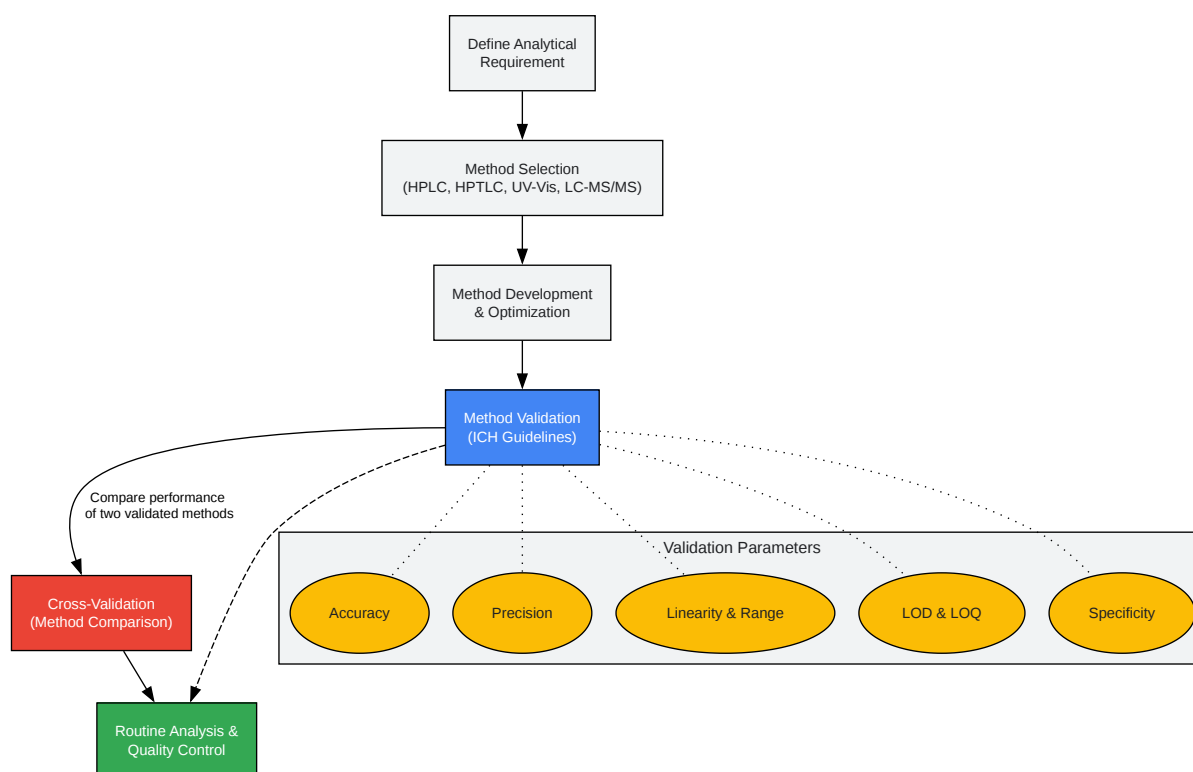 Define Analytical
Requirement
Method Selection
(HPLC, HPTLC, UV-Vis, LC-MS/MS)
Method Development
& Optimization
Method Validation
(ICH Guidelines)
Compare performance
of two validated methods
Validation Parameters
Cross-Validation
(Method Comparison)
Accuracy
Precision
Linearity & Range
LOD & LOQ
Specificity
Routine Analysis &
Quality Control